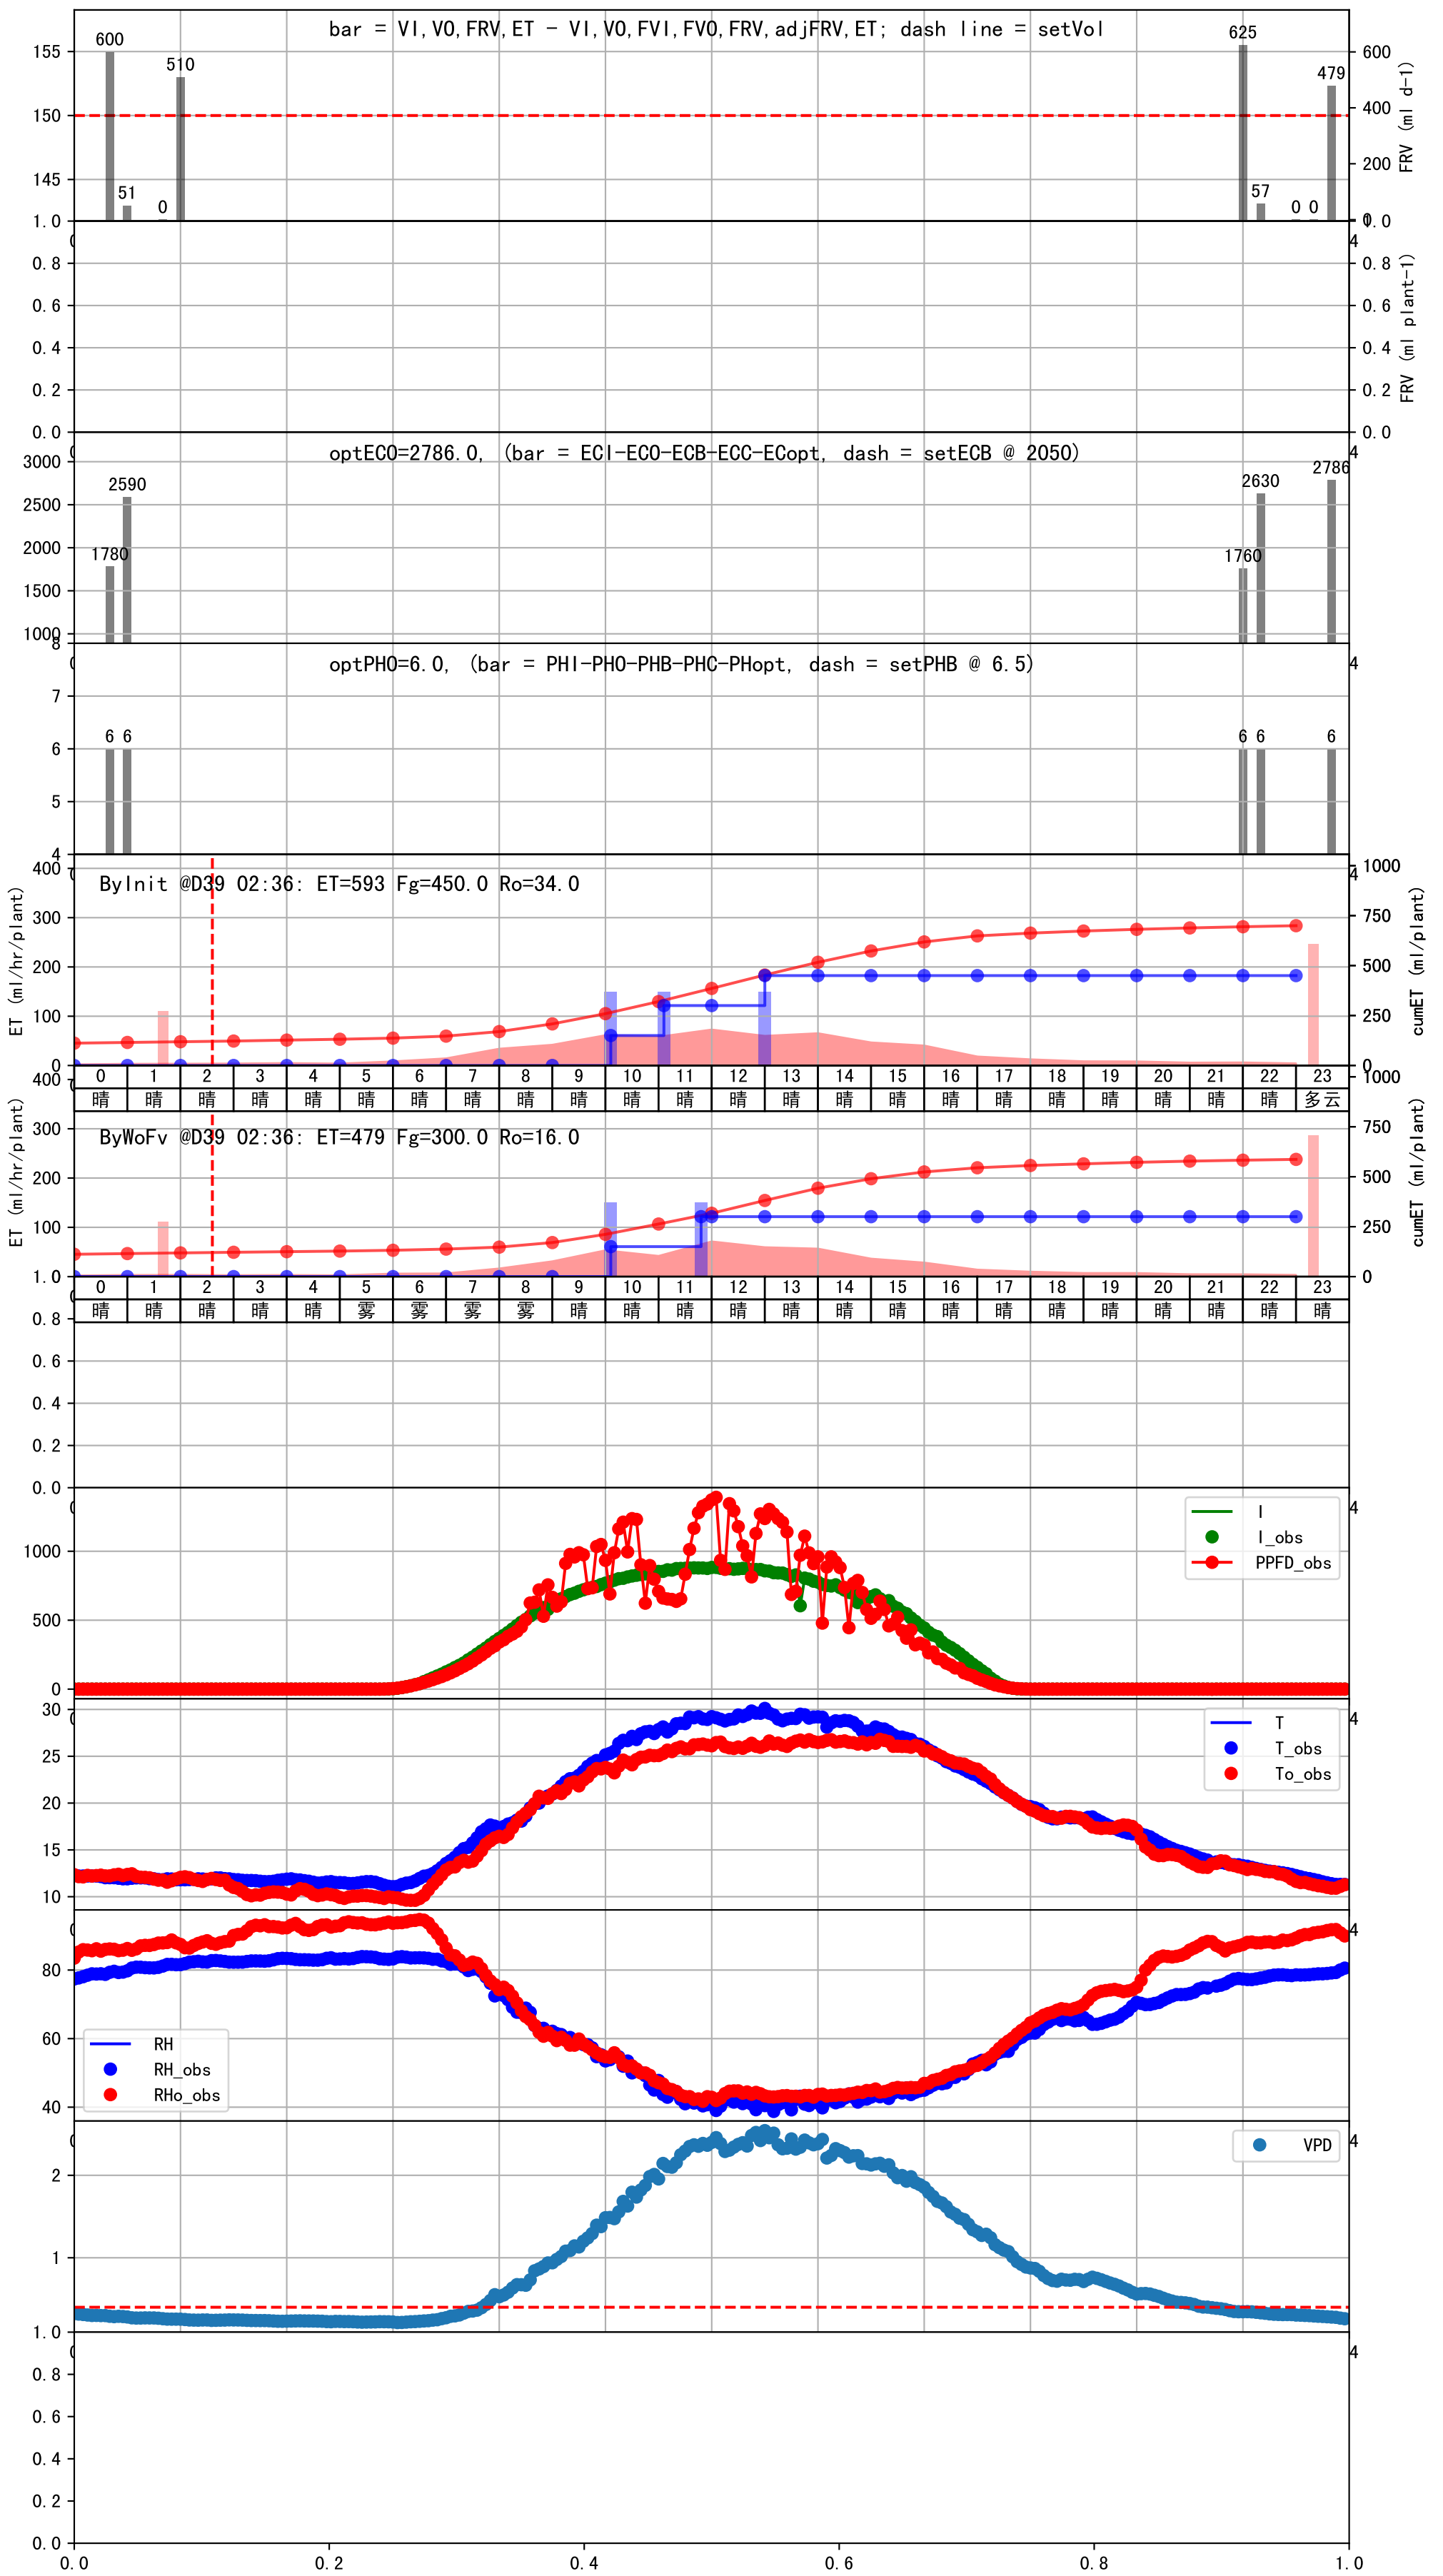 bar = VI,VO,FRV,ET - VI,VO,FVI,FVO,FRV,adjFRV,ET; dash line = setVol
600 51 0 510 625 57 0 0 479
155 150 145
600 400 200 0
FRV (ml d-1)
1.0 0.8 0.6 0.4 0.2 0.0
1.0 0.8 0.6 0.4 0.2 0.0
FRV (ml plant-1)
optECO=2786.0, (bar = ECI-ECO-ECB-ECC-ECopt, dash = setECB @ 2050)
3000 2500 2000 1500 1000
1780 2590 1760 2630 2786
optPHO=6.0, (bar = PHI-PHO-PHB-PHC-PHopt, dash = setPHB @ 6.5)
8 7 6 5 4
6 6 6 6 6
ByInit @D39 02:36: ET=593 Fg=450.0 Ro=34.0
400 300 200 100 0
ET (ml/hr/plant)
1000 750 500 250 0
cumET (ml/plant)
0 1 2 3 4 5 6 7 8 9 10 11 12 13 14 15 16 17 18 19 20 21 22 23
晴 晴 晴 晴 晴 晴 晴 晴 晴 晴 晴 晴 晴 晴 晴 晴 晴 晴 晴 晴 晴 晴 晴 多云
ByWoFv @D39 02:36: ET=479 Fg=300.0 Ro=16.0
400 300 200 100
ET (ml/hr/plant)
1000 750 500 250 0
cumET (ml/plant)
0 1 2 3 4 5 6 7 8 9 10 11 12 13 14 15 16 17 18 19 20 21 22 23
晴 晴 晴 晴 晴 雾 雾 雾 雾 晴 晴 晴 晴 晴 晴 晴 晴 晴 晴 晴 晴 晴 晴 晴
1.0 0.8 0.6 0.4 0.2 0.0
I
I_obs
PPFD_obs
1000 500 0
T
T_obs
To_obs
30 25 20 15 10
RH
RH_obs
RHo_obs
80 60 40
VPD
2 1
1.0 0.8 0.6 0.4 0.2 0.0
0.0 0.2 0.4 0.6 0.8 1.0